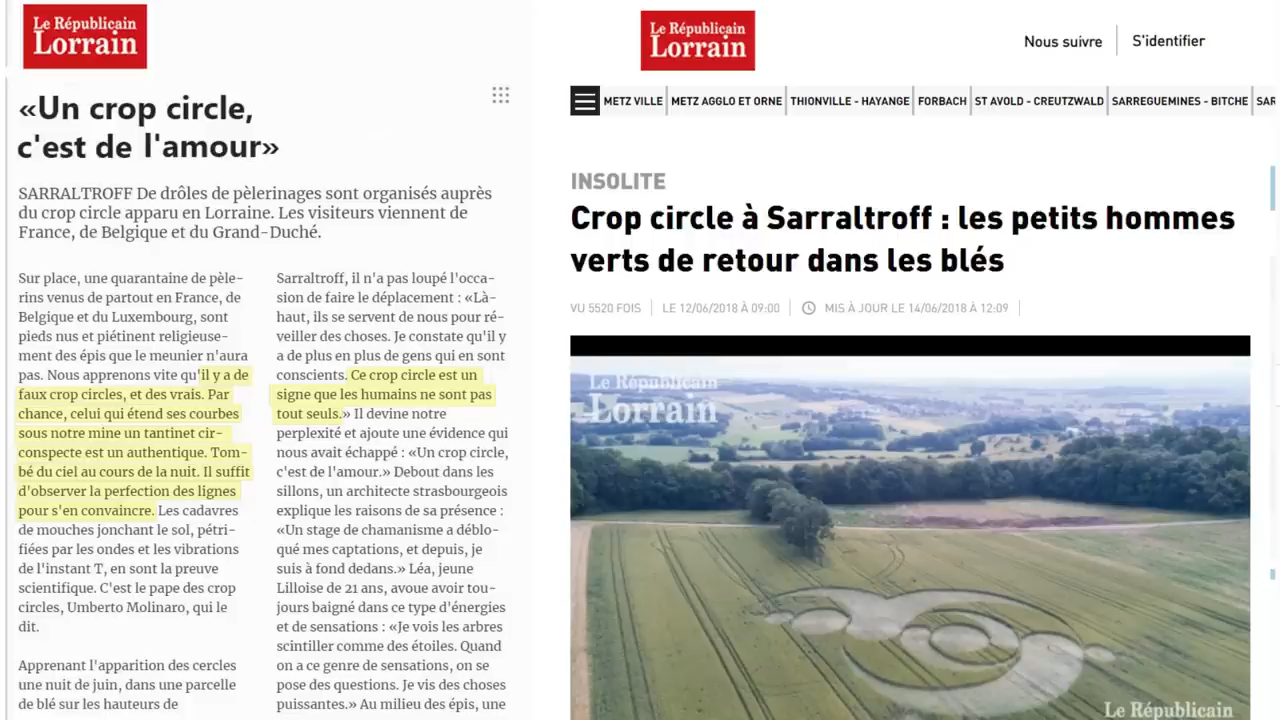 Le Républicain
Lorrain
«Un crop circle,
c'est de l'amour»
SARRALTROFF De drôles de pèlerinages sont organisés auprès
du crop circle apparu en Lorraine. Les visiteurs viennent de
France, de Belgique et du Grand-Duché.
Sur place, une quarantaine de pèle-
rins venus de partout en France, de
Belgique et du Luxembourg, sont
pieds nus et piétinent religieuse-
ment des épis que le meunier n'aura
pas. Nous apprenons vite qu'il y a de
faux crop circles, et des vrais. Par
chance, celui qui étend ses courbes
sous notre mine un tantinet cir-
conspecte est un authentique. Tom-
bé du ciel au cours de la nuit. Il suffit
d'observer la perfection des lignes
pour s'en convaincre. Les cadavres
de mouches jonchant le sol, pétri-
fiées par les ondes et les vibrations
de l'instant T, en sont la preuve
scientifique. C'est le pape des crop
circles, Umberto Molinaro, qui le
dit.
Apprenant l'apparition des cercles
une nuit de juin, dans une parcelle
de blé sur les hauteurs de
Sarraltroff, il n'a pas loupé l'occa-
sion de faire le déplacement : «Là-
haut, ils se servent de nous pour ré-
veiller des choses. Je constate qu'il y
a de plus en plus de gens qui en sont
conscients. Ce crop circle est un
signe que les humains ne sont pas
tout seuls.» Il devine notre
perplexité et ajoute une évidence qui
nous avait échappé : «Un crop circle,
c'est de l'amour.» Debout dans les
sillons, un architecte strasbourgeois
explique les raisons de sa présence :
«Un stage de chamanisme a déblo-
qué mes captations, et depuis, je
suis à fond dedans.» Léa, jeune
Lilloise de 21 ans, avoue avoir tou-
jours baigné dans ce type d'énergies
et de sensations : «Je vois les arbres
scintiller comme des étoiles. Quand
on a ce genre de sensations, on se
pose des questions. Je vis des choses
puissantes.» Au milieu des épis, une
Le Républicain
Lorrain
Nous suivre
S'identifier
METZ VILLE
METZ AGGLO ET ORNE
THIONVILLE - HAYANGE
FORBACH
ST AVOLD - CREUTZWALD
SARREGUEMINES - BITCHE
SAR
INSOLITE
Crop circle à Sarraltroff : les petits hommes
verts de retour dans les blés
VU 5520 FOIS
LE 12/06/2018 À 09:00
MIS À JOUR LE 14/06/2018 À 12:09
Le Républicain
Lorrain
Le Républicain